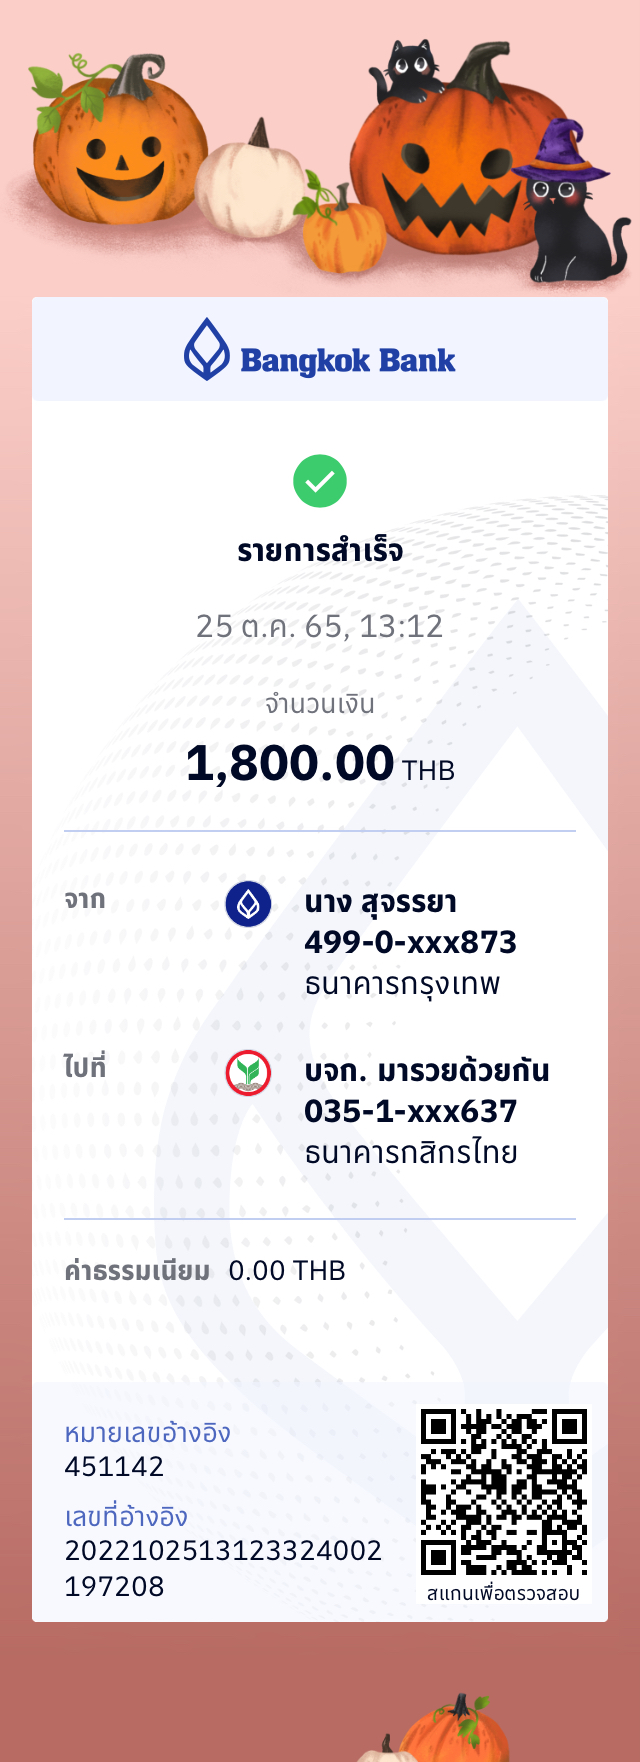 Bangkok Bank
รายการสำเร็จ
25 ต.ค. 65, 13:12
จำนวนเงิน
1,800.00 THB
จาก
นาง สุจรรยา
499-0-xxx873
ธนาคารกรุงเทพ
ไปที่
บจก. มารวยด้วยกัน
035-1-xxx637
ธนาคารกสิกรไทย
ค่าธรรมเนียม 0.00 THB
หมายเลขอ้างอิง
451142
เลขที่อ้างอิง
2022102513123324002
197208
สแกนเพื่อตรวจสอบ